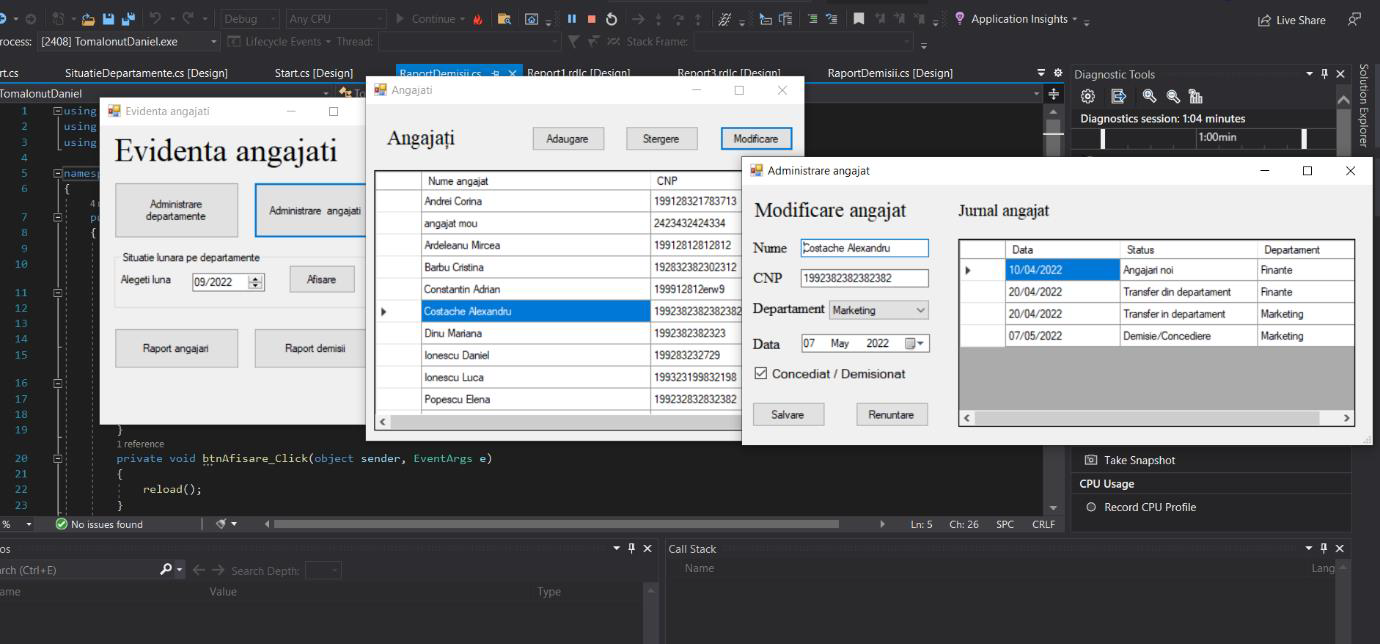 Debug Any CPU Continue Application Insights Live Share
rocess: [2408] TomaIonutDaniel.exe Lifecycle Events Thread: Stack Frame:
rt.cs SituatieDepartamente.cs [Design] Start.cs [Design] RaportDemisii.cs Report1.rdlc [Design] Report3.rdlc [Design] RaportDemisii.cs [Design]
TomaIonutDaniel To
1 using
2 using
3 using
4
5 namesp
6 {
4
7 pu
8 {
9
10
11
12
13
14
15
16
17
18
19 }
1 reference
20 private void btnAfisare_Click(object sender, EventArgs e)
21 {
22 reload();
23 }
% No issues found Ln: 5 Ch: 26 SPC CRLF
Evidenta angajati
Evidenta angajati
Administrare departamente
Administrare angajati
Situatie lunara pe departamente
Alegeti luna 09/2022 Afisare
Raport angajari Raport demisii
Angajati
Angajați Adaugare Stergere Modificare
Nume angajat CNP
Andrei Corina 199128321783713
angajat mou 2423432424334
Ardeleanu Mircea 19912812812812
Barbu Cristina 192832382302312
Constantin Adrian 199912812erw9
Costache Alexandru 1992382382382382
Dinu Mariana 1992382382323
Ionescu Daniel 199283232729
Ionescu Luca 199323199832198
Popescu Elena 199232832832382
Administrare angajat
Modificare angajat
Nume Costache Alexandru
CNP 1992382382382382
Departament Marketing
Data 07 May 2022
Concediat / Demisionat
Salvare Renuntare
Jurnal angajat
Data Status Departament
10/04/2022 Angajari noi Finante
20/04/2022 Transfer din departament Finante
20/04/2022 Transfer in departament Marketing
07/05/2022 Demisie/Concediere Marketing
Diagnostic Tools
Diagnostics session: 1:04 minutes
1:00min
Take Snapshot
CPU Usage
Record CPU Profile
Solution Explorer
os
rch (Ctrl+E) Search Depth:
ame Value Type
Call Stack
Name Lang